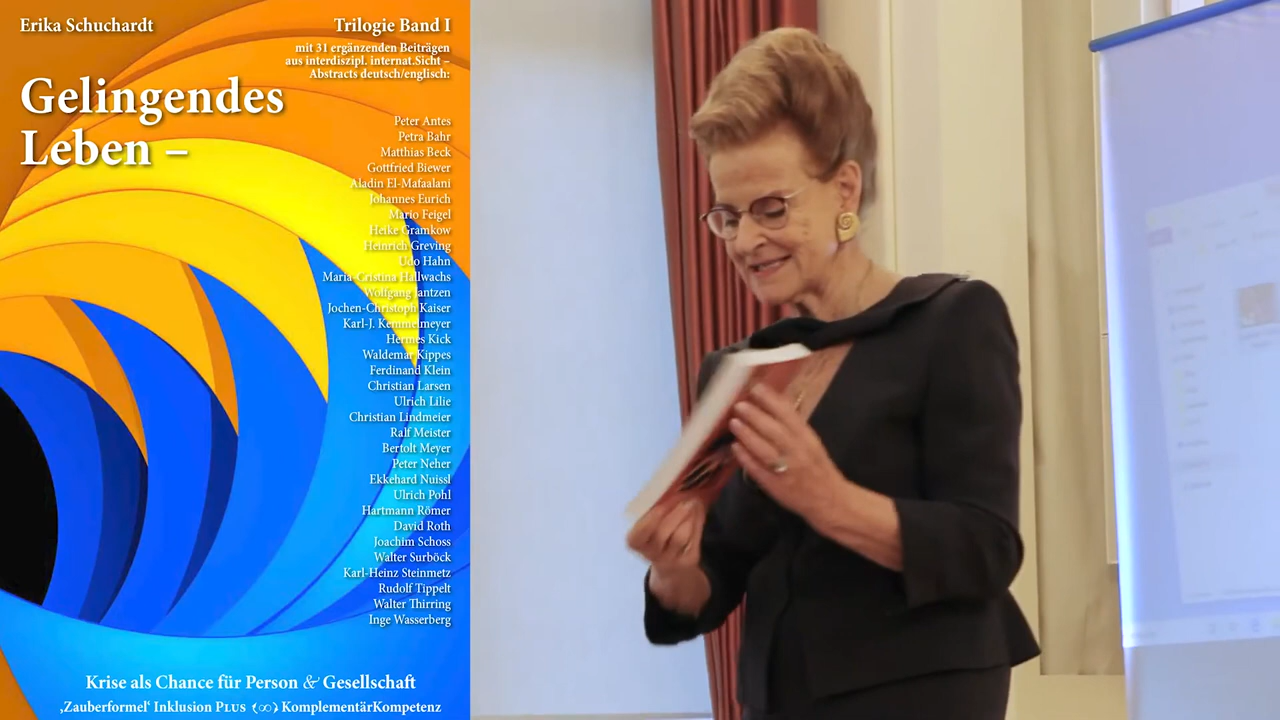 Erika Schuchardt
Trilogie Band I
mit 31 ergänzenden Beiträgen
aus interdiszipl. internat.Sicht –
Abstracts deutsch/englisch:
Gelingendes
Leben –
Peter Antes
Petra Bahr
Matthias Beck
Gottfried Biewer
Aladin El-Mafaalani
Johannes Eurich
Mario Feigel
Heike Gramkow
Heinrich Greving
Udo Hahn
Maria-Cristina Hallwachs
Wolfgang Jantzen
Jochen-Christoph Kaiser
Karl-J. Kemmelmeyer
Hermes Kick
Waldemar Kippes
Ferdinand Klein
Christian Larsen
Ulrich Lilie
Christian Lindmeier
Ralf Meister
Bertolt Meyer
Peter Neher
Ekkehard Nuissl
Ulrich Pohl
Hartmann Römer
David Roth
Joachim Schoss
Walter Surböck
Karl-Heinz Steinmetz
Rudolf Tippelt
Walter Thirring
Inge Wasserberg
Krise als Chance für Person & Gesellschaft
‚Zauberformel‘ Inklusion PLUS (∞) KomplementärKompetenz